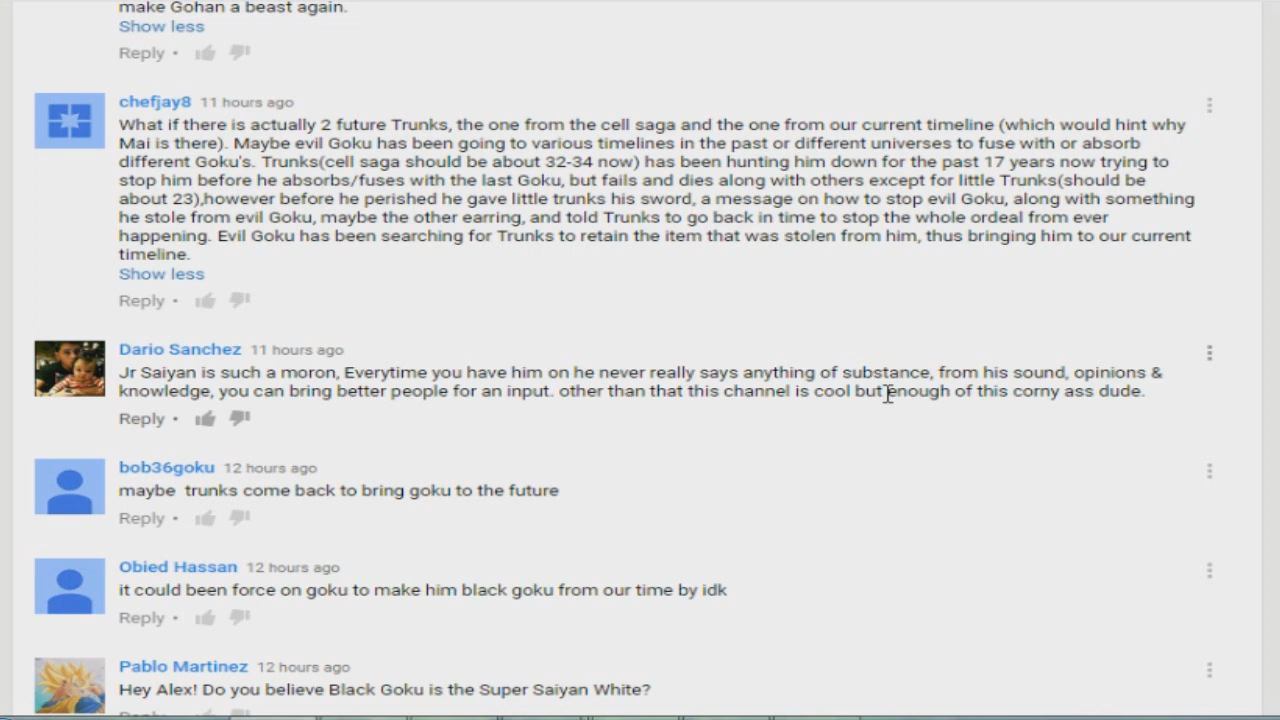 make Gohan a beast again.
Show less
Reply •
chefjay8 11 hours ago
What if there is actually 2 future Trunks, the one from the cell saga and the one from our current timeline (which would hint why
Mai is there). Maybe evil Goku has been going to various timelines in the past or different universes to fuse with or absorb
different Goku's. Trunks(cell saga should be about 32-34 now) has been hunting him down for the past 17 years now trying to
stop him before he absorbs/fuses with the last Goku, but fails and dies along with others except for little Trunks(should be
about 23),however before he perished he gave little trunks his sword, a message on how to stop evil Goku, along with something
he stole from evil Goku, maybe the other earring, and told Trunks to go back in time to stop the whole ordeal from ever
happening. Evil Goku has been searching for Trunks to retain the item that was stolen from him, thus bringing him to our current
timeline.
Show less
Reply •
Dario Sanchez 11 hours ago
Jr Saiyan is such a moron, Everytime you have him on he never really says anything of substance, from his sound, opinions &
knowledge, you can bring better people for an input. other than that this channel is cool but enough of this corny ass dude.
Reply •
bob36goku 12 hours ago
maybe  trunks come back to bring goku to the future
Reply •
Obied Hassan 12 hours ago
it could been force on goku to make him black goku from our time by idk
Reply •
Pablo Martinez 12 hours ago
Hey Alex! Do you believe Black Goku is the Super Saiyan White?